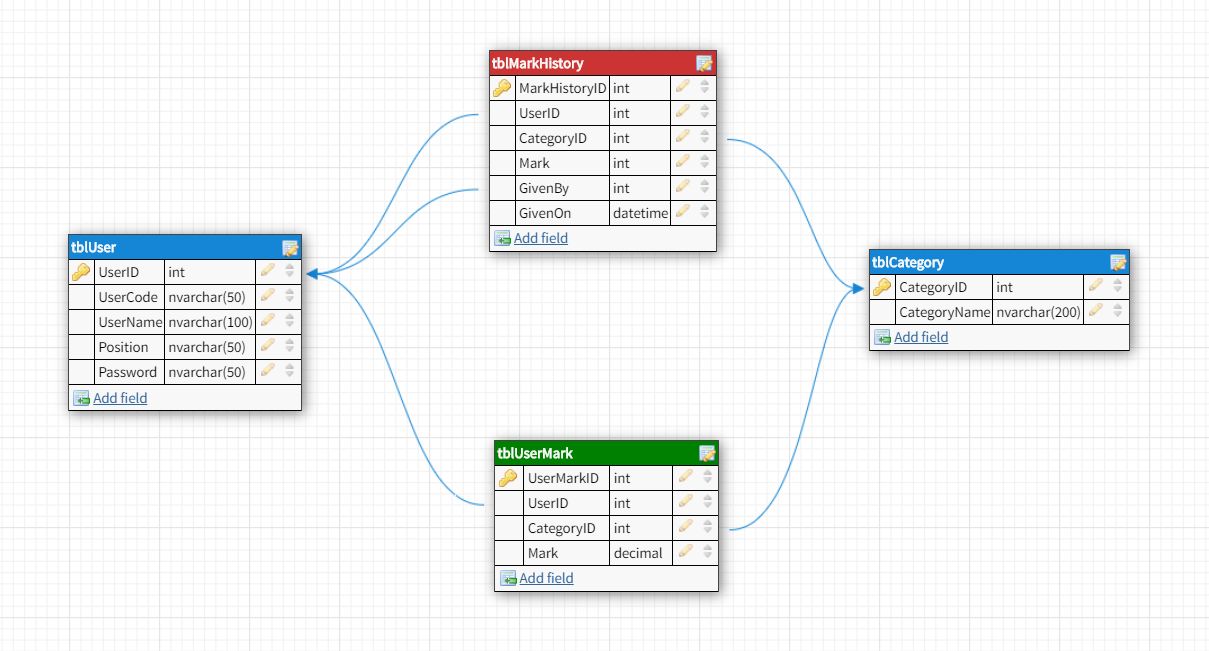 tblMarkHistory
MarkHistoryID int
UserID int
CategoryID int
Mark int
GivenBy int
GivenOn datetime
Add field
tblUser
UserID int
UserCode nvarchar(50)
UserName nvarchar(100)
Position nvarchar(50)
Password nvarchar(50)
Add field
tblCategory
CategoryID int
CategoryName nvarchar(200)
Add field
tblUserMark
UserMarkID int
UserID int
CategoryID int
Mark decimal
Add field